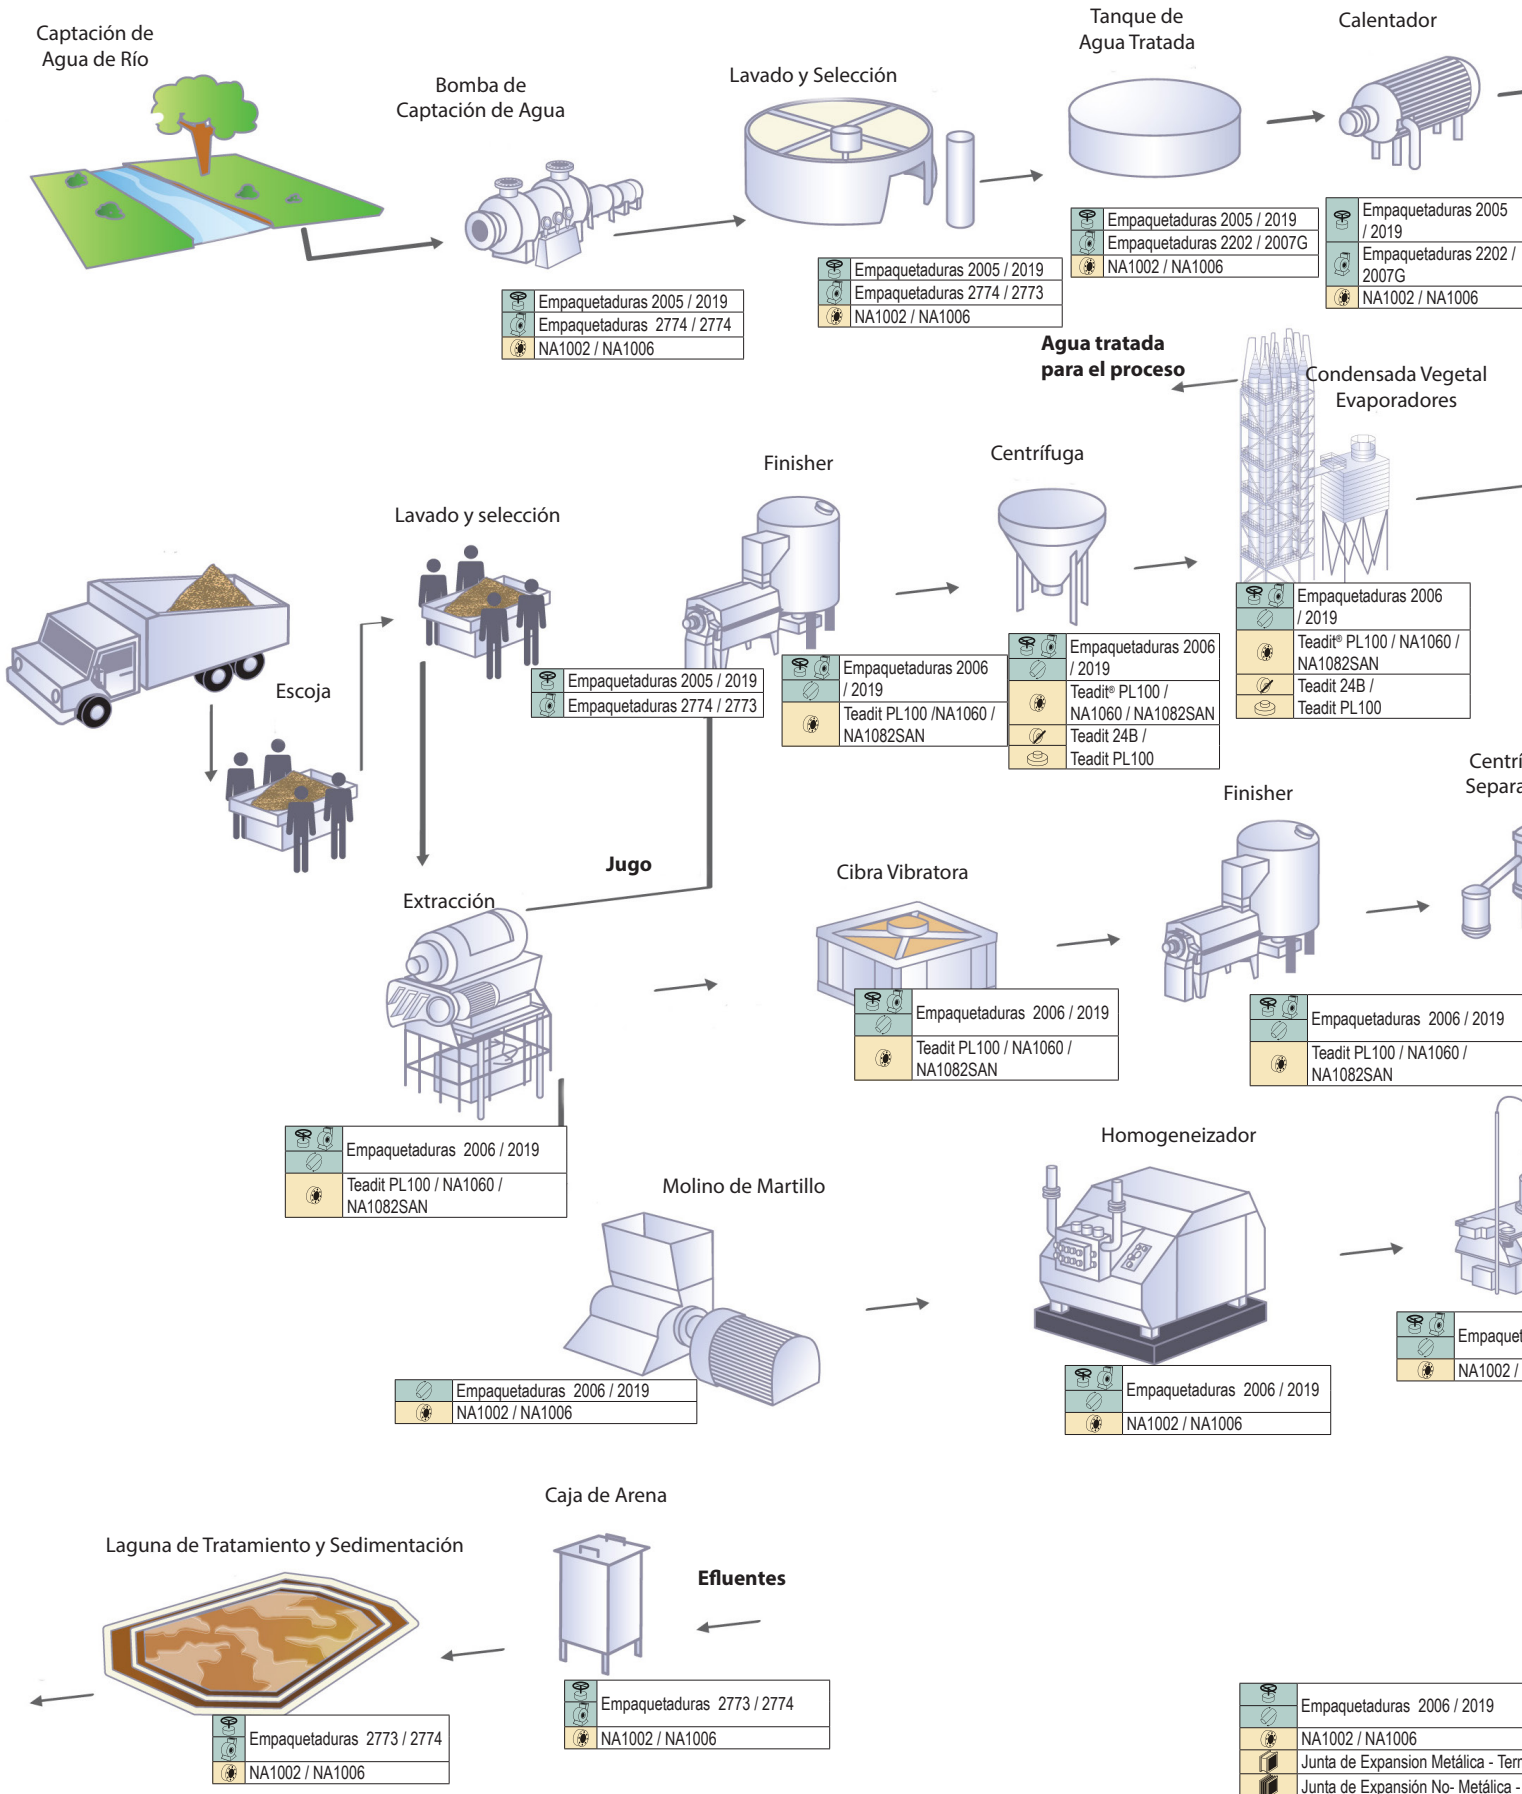 Captación de
Agua de Río
Bomba de
Captación de Agua
Lavado y Selección
Tanque de
Agua Tratada
Calentador
Empaquetaduras 2005 / 2019
Empaquetaduras  2774 / 2774
NA1002 / NA1006
Empaquetaduras 2005 / 2019
Empaquetaduras 2774 / 2773
NA1002 / NA1006
Empaquetaduras 2005 / 2019
Empaquetaduras 2202 / 2007G
NA1002 / NA1006
Empaquetaduras 2005
/ 2019
Empaquetaduras 2202 /
2007G
NA1002 / NA1006
Agua tratada
para el proceso
Condensada Vegetal
Evaporadores
Centrífuga
Finisher
Lavado y selección
Escoja
Empaquetaduras 2005 / 2019
Empaquetaduras 2774 / 2773
Empaquetaduras 2006
/ 2019
Teadit PL100 /NA1060 /
NA1082SAN
Empaquetaduras 2006
/ 2019
Teadit® PL100 /
NA1060 / NA1082SAN
Teadit 24B /
Teadit PL100
Empaquetaduras 2006
/ 2019
Teadit® PL100 / NA1060 /
NA1082SAN
Teadit 24B /
Teadit PL100
Jugo
Extracción
Cibra Vibratora
Finisher
Centrí
Separa
Empaquetaduras  2006 / 2019
Teadit PL100 / NA1060 /
NA1082SAN
Empaquetaduras  2006 / 2019
Teadit PL100 / NA1060 /
NA1082SAN
Empaquetaduras  2006 / 2019
Teadit PL100 / NA1060 /
NA1082SAN
Molino de Martillo
Homogeneizador
Empaquetaduras  2006 / 2019
NA1002 / NA1006
Empaquetaduras  2006 / 2019
NA1002 / NA1006
Empaquet
NA1002 /
Caja de Arena
Laguna de Tratamiento y Sedimentación
Efluentes
Empaquetaduras  2773 / 2774
NA1002 / NA1006
Empaquetaduras  2773 / 2774
NA1002 / NA1006
Empaquetaduras  2006 / 2019
NA1002 / NA1006
Junta de Expansion Metálica - Tern
Junta de Expansión No- Metálica -